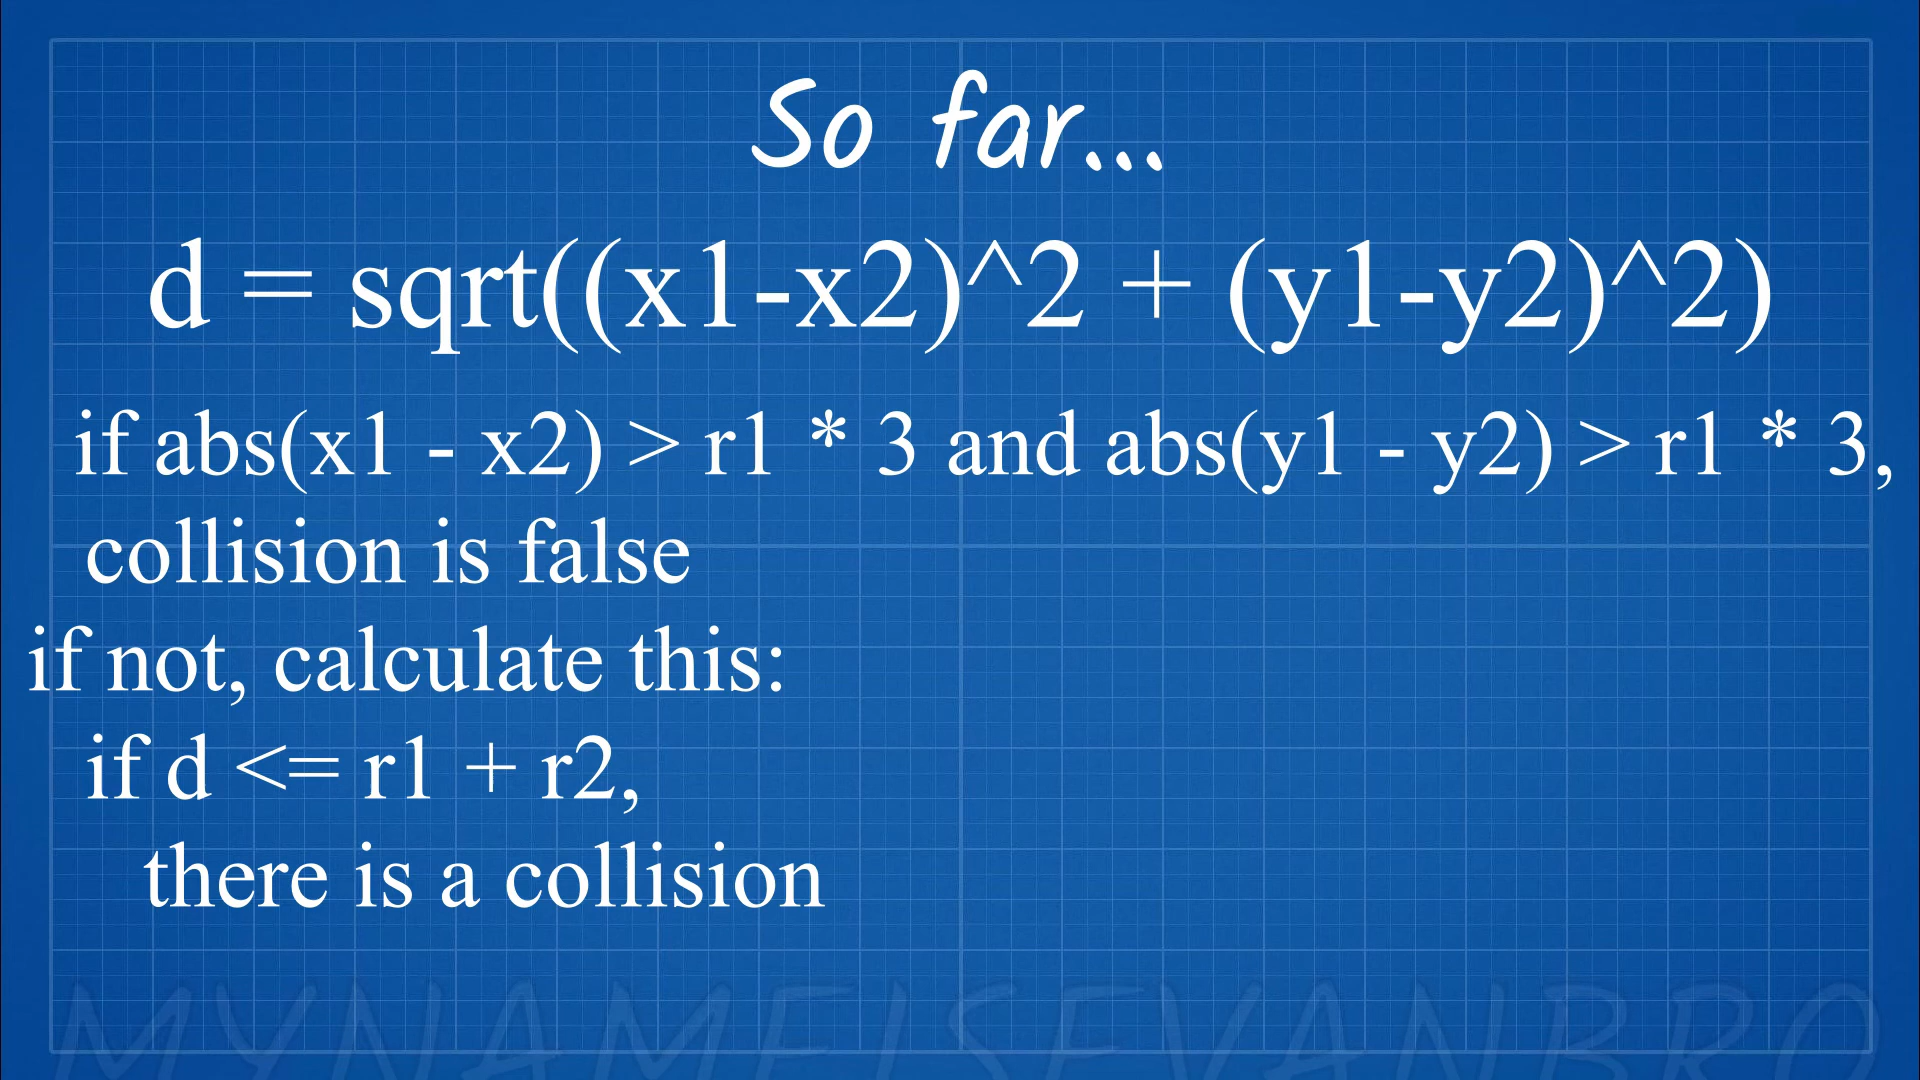 So far...
d = sqrt((x1-x2)^2 + (y1-y2)^2)
if abs(x1 - x2) > r1 * 3 and abs(y1 - y2) > r1 * 3,
collision is false
if not, calculate this:
if d <= r1 + r2,
there is a collision
MYNAMEISEVANBRO